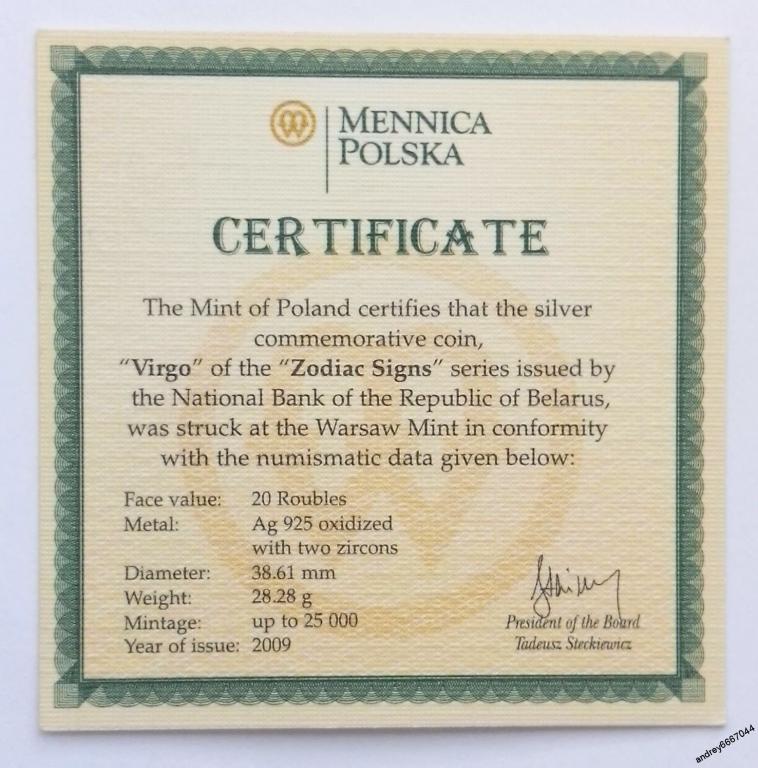 MENNICA
POLSKA
CERTIFICATE
The Mint of Poland certifies that the silver
commemorative coin,
“Virgo” of the “Zodiac Signs” series issued by
the National Bank of the Republic of Belarus,
was struck at the Warsaw Mint in conformity
with the numismatic data given below:
Face value: 20 Roubles
Metal: Ag 925 oxidized
with two zircons
Diameter: 38.61 mm
Weight: 28.28 g
Mintage: up to 25 000
Year of issue: 2009
President of the Board
Tadeusz Steckiewicz
andrey6667044